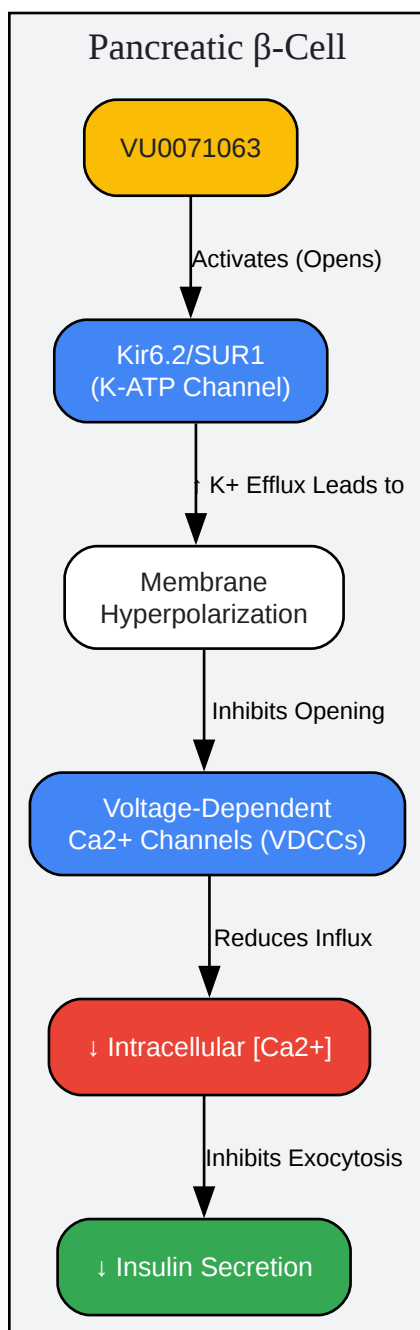 Pancreatic β-Cell
VU0071063
Activates (Opens)
Kir6.2/SUR1
(K-ATP Channel)
↑ K+ Efflux Leads to
Membrane
Hyperpolarization
Inhibits Opening
Voltage-Dependent
Ca2+ Channels (VDCCs)
Reduces Influx
↓ Intracellular [Ca2+]
Inhibits Exocytosis
↓ Insulin Secretion